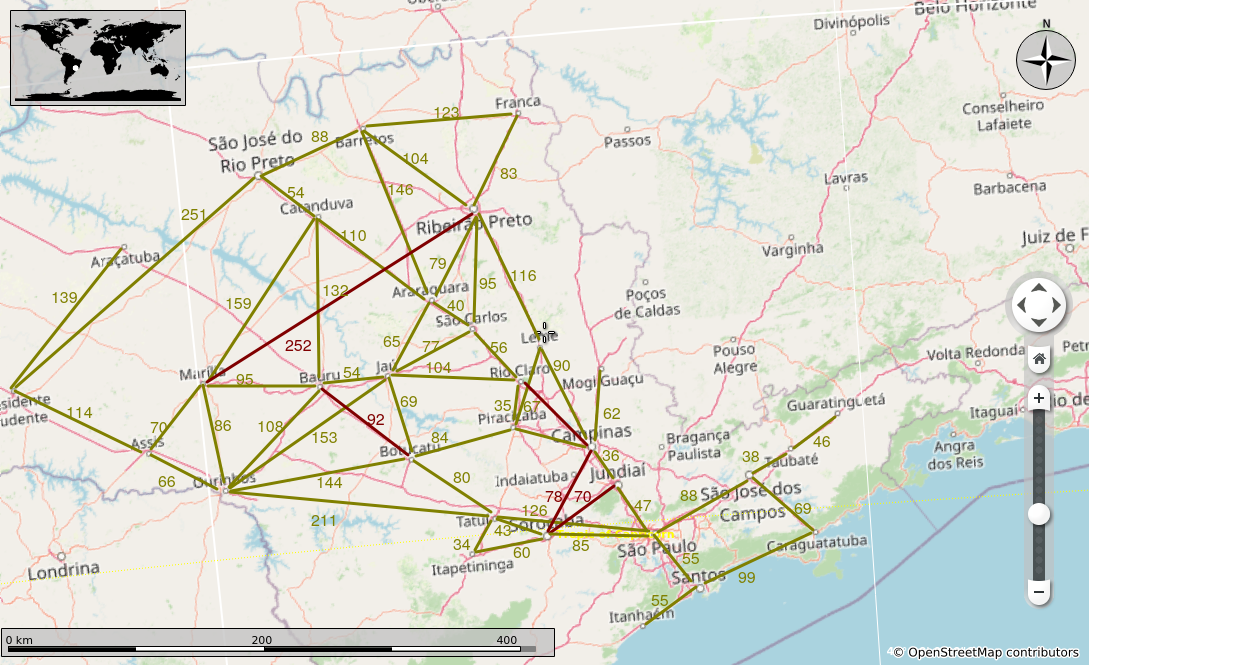 Belo Horizonte
Divinópolis
N
Conselheiro
Lafaiete
Franca
123
São José do
Rio Preto
88
Barretos
Passos
104
83
Lavras
Barbacena
54
146
Catanduva
251
Ribeirão Preto
110
Varginha
Juiz de F
Araçatuba
79
116
139
132
95
Araraquara
Poços
de Caldas
159
40
São Carlos
252
65
77
56
Leme
Pouso
Alegre
Volta Redonda
Petr
Marília
95
Bauru
54
Jaú
104
Rio Claro
90
Mogi Guaçu
esidente
udente
114
69
35
67
62
Guaratinguetá
Itaguaí
io de
Piracicaba
70
86
108
92
153
84
Campinas
Bragança
Paulista
46
Assis
Botucatu
36
38
Taubaté
Angra
dos Reis
66
Ourinhos
144
80
Indaiatuba
Jundiaí
78
70
88
São José dos
Campos
211
126
47
69
Tatuí
43
Sorocaba
34
60
85
São Paulo
Caraguatatuba
Londrina
Itapetininga
55
Santos
99
55
Itanhaém
0 km
200
400
© OpenStreetMap contributors
+
−